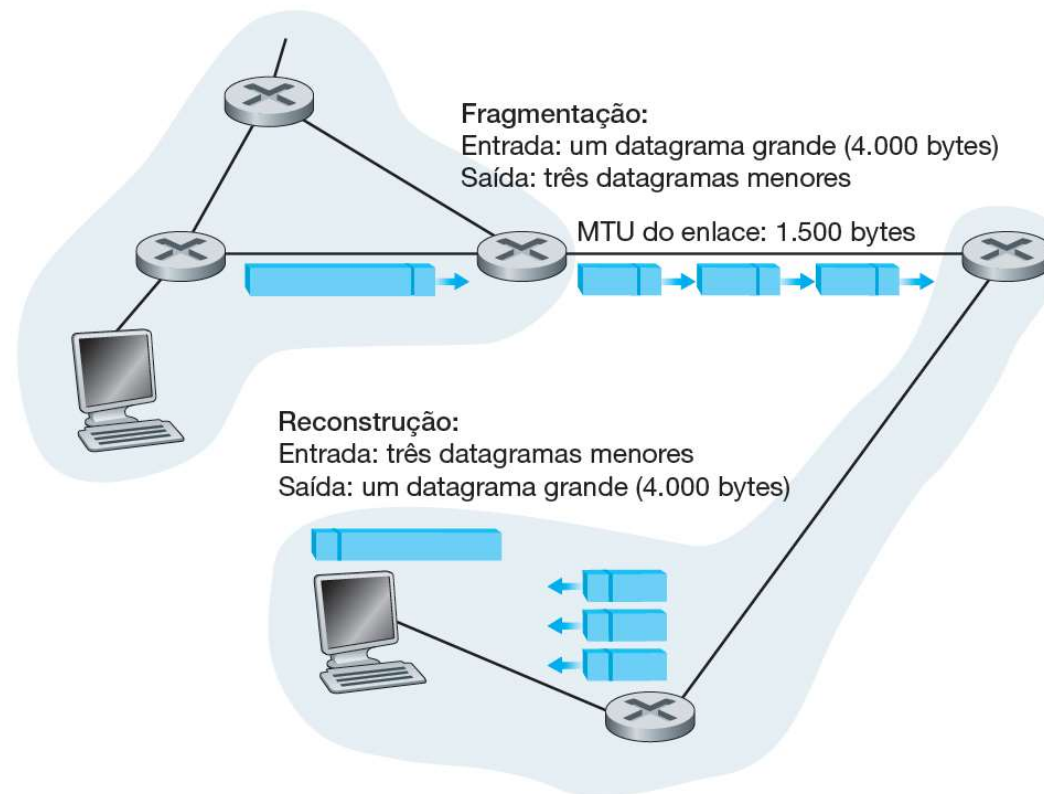 Fragmentação:
Entrada: um datagrama grande (4.000 bytes)
Saída: três datagramas menores
MTU do enlace: 1.500 bytes
Reconstrução:
Entrada: três datagramas menores
Saída: um datagrama grande (4.000 bytes)